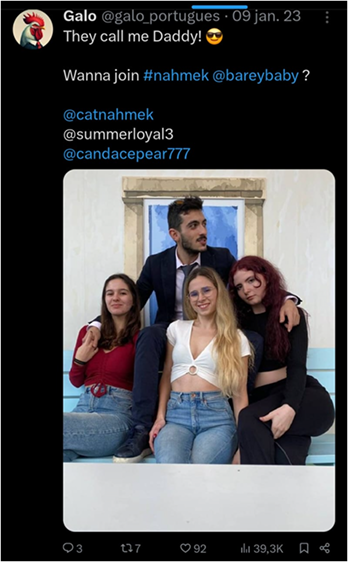 Galo @galo_portugues · 09 jan. 23
They call me Daddy! 😎
Wanna join #nahmek @bareybaby ?
@catnahmek
@summerloyal3
@candacepear777
3 7 92 39,3K